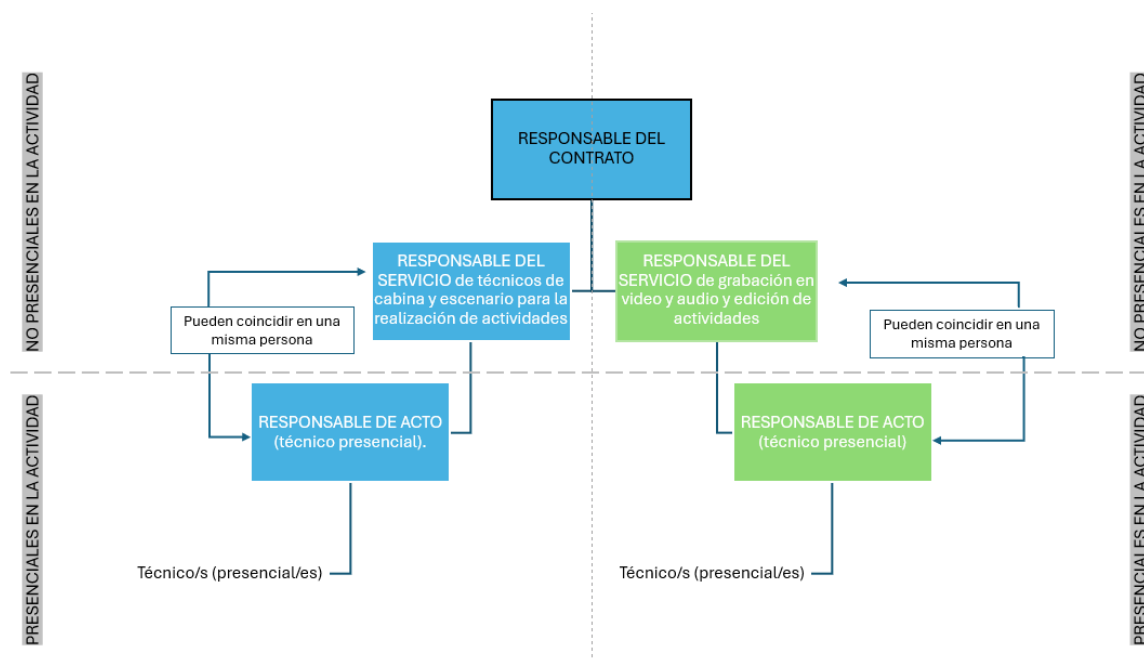 NO PRESENCIALES EN LA ACTIVIDAD
NO PRESENCIALES EN LA ACTIVIDAD
RESPONSABLE DEL
CONTRATO
RESPONSABLE DEL
SERVICIO de técnicos de
cabina y escenario para la
realización de actividades
RESPONSABLE DEL
SERVICIO de grabación en
video y audio y edición de
actividades
Pueden coincidir en una
misma persona
Pueden coincidir en una
misma persona
PRESENCIALES EN LA ACTIVIDAD
PRESENCIALES EN LA ACTIVIDAD
RESPONSABLE DE ACTO
(técnico presencial).
RESPONSABLE DE ACTO
(técnico presencial)
Técnico/s (presencial/es)
Técnico/s (presencial/es)